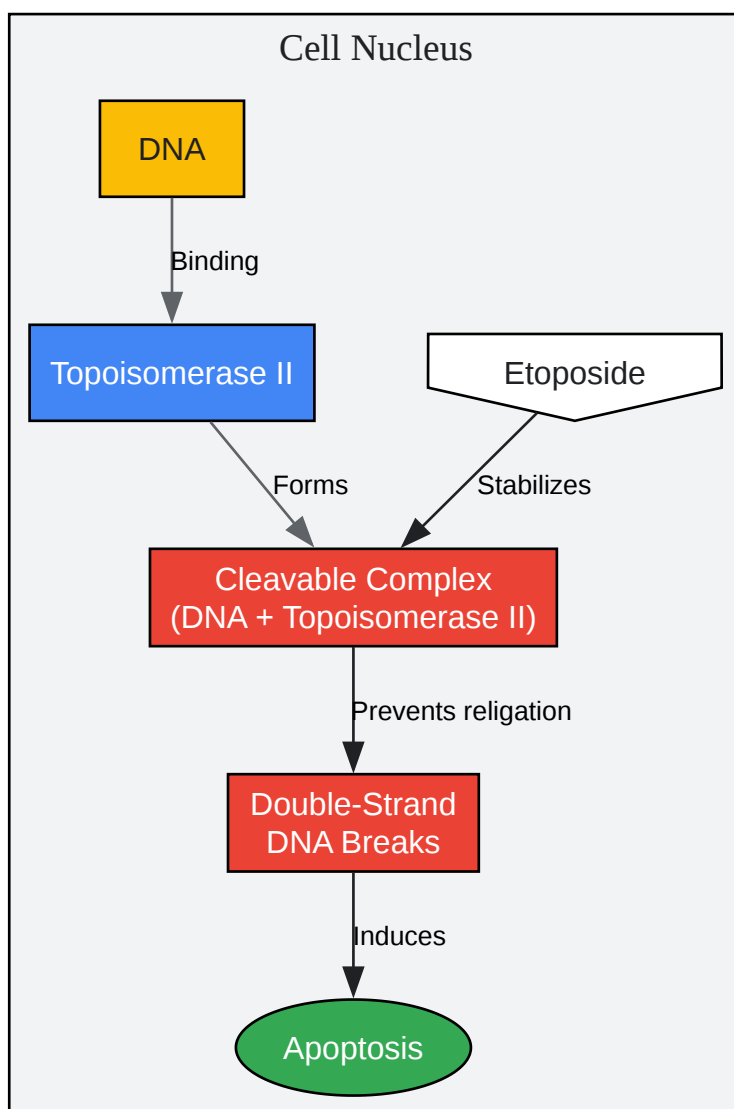 Cell Nucleus
DNA
Binding
Topoisomerase II
Etoposide
Forms
Stabilizes
Cleavable Complex
(DNA + Topoisomerase II)
Prevents religation
Double-Strand
DNA Breaks
Induces
Apoptosis